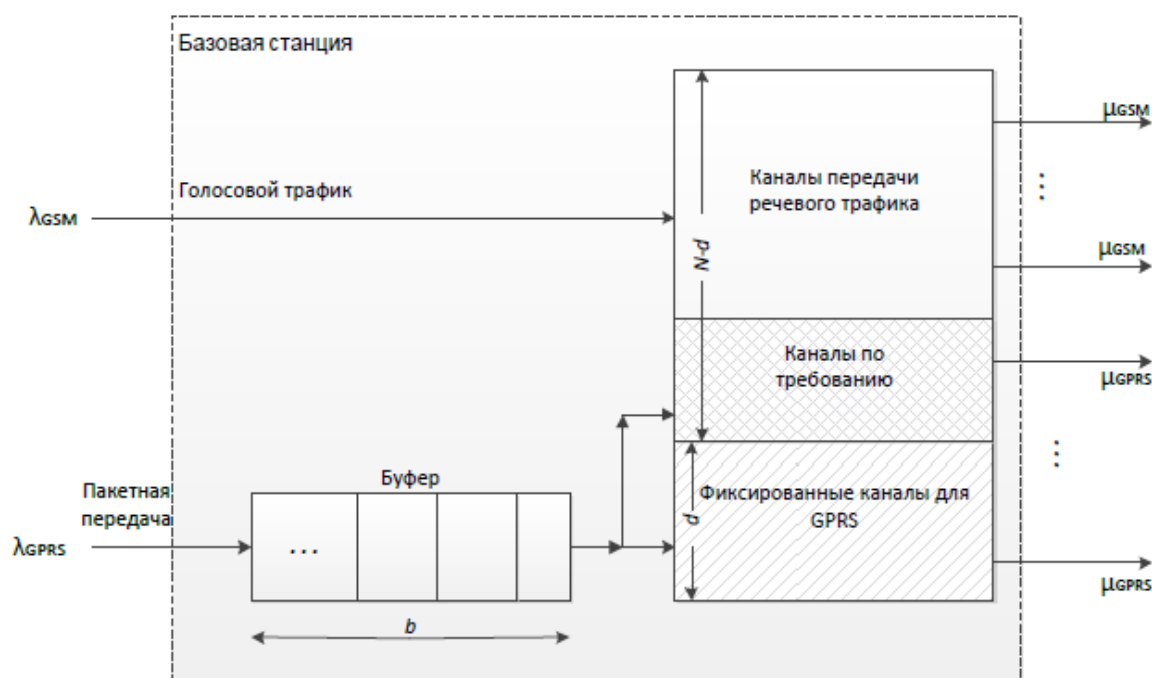 Базовая станция
μGSM
Каналы передачи
речевого трафика
...
Голосовой трафик
λGSM
μGSM
N-d
Каналы по
требованию
μGPRS
Буфер
...
Пакетная
передача
Фиксированные каналы для
GPRS
d
λGPRS
...
μGPRS
b